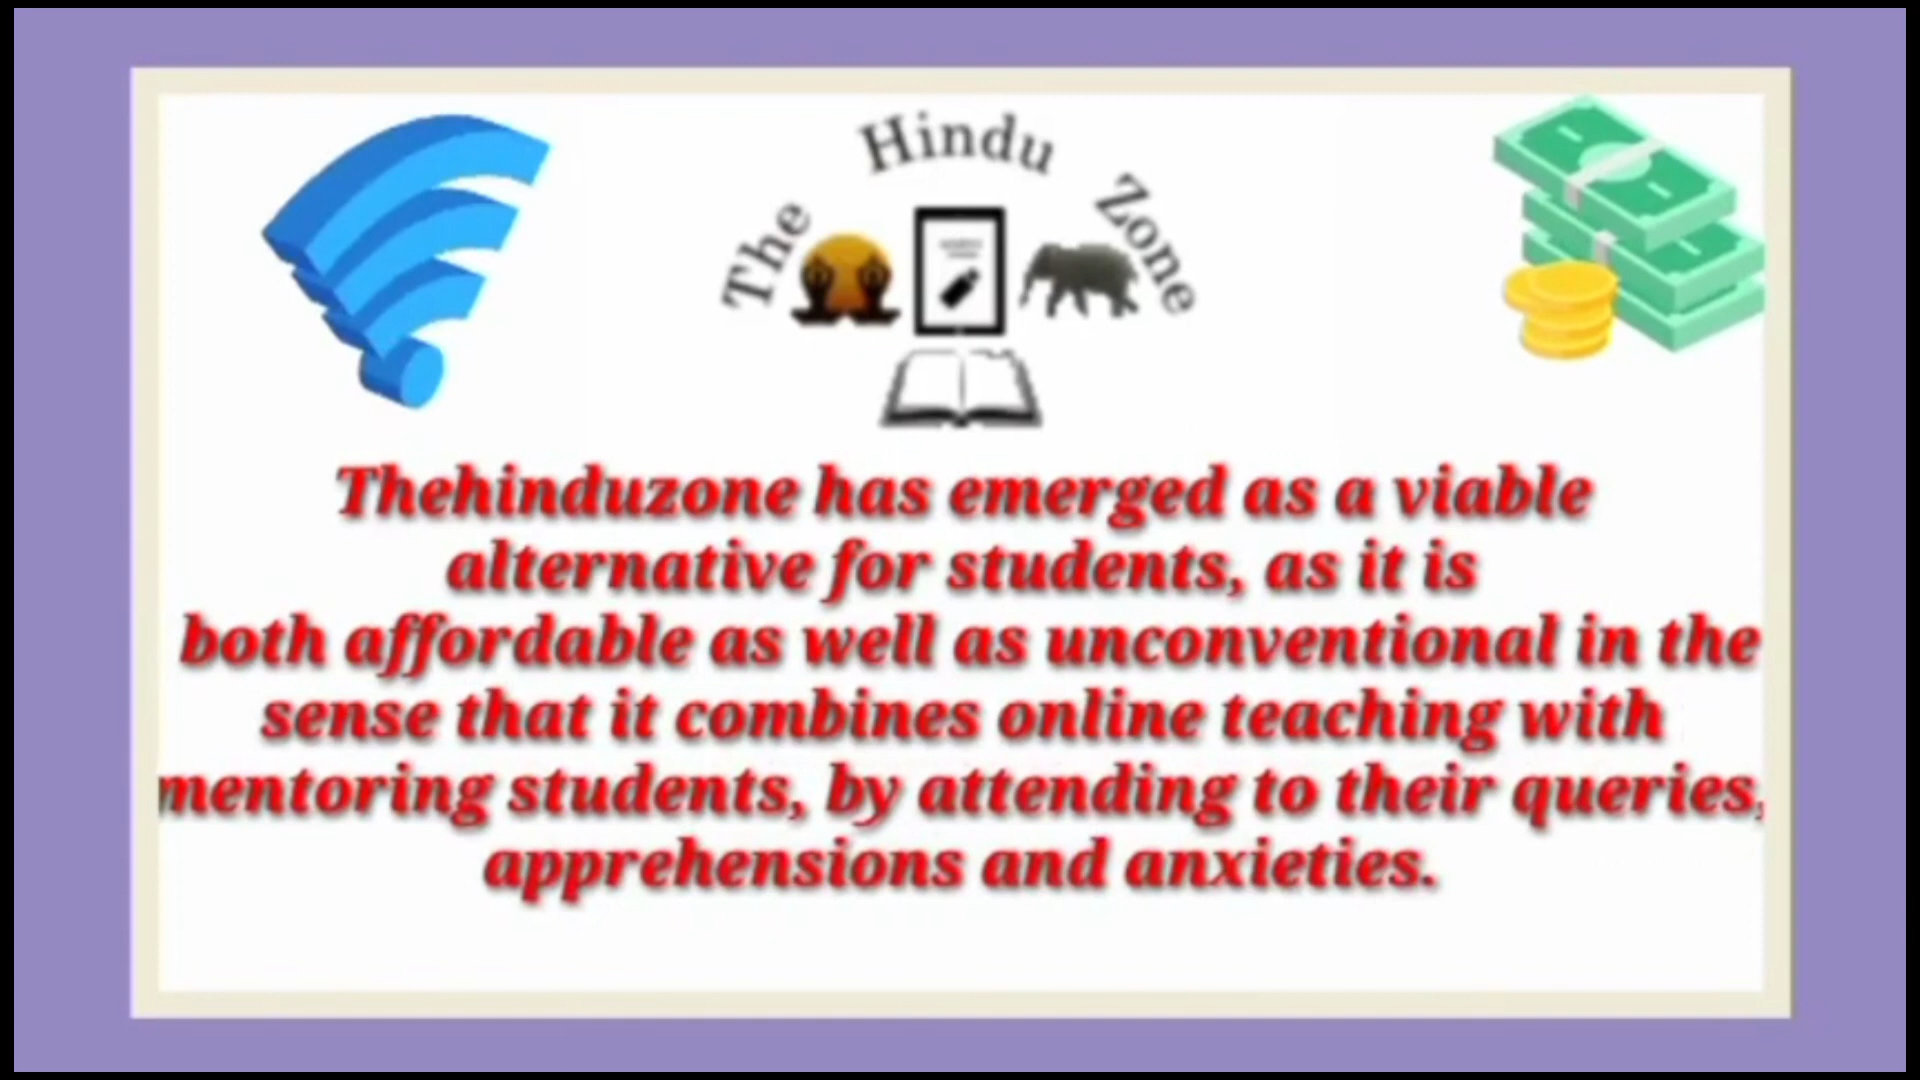 The Hindu Zone
Thehinduzone has emerged as a viable
alternative for students, as it is
both affordable as well as unconventional in the
sense that it combines online teaching with
mentoring students, by attending to their queries,
apprehensions and anxieties.